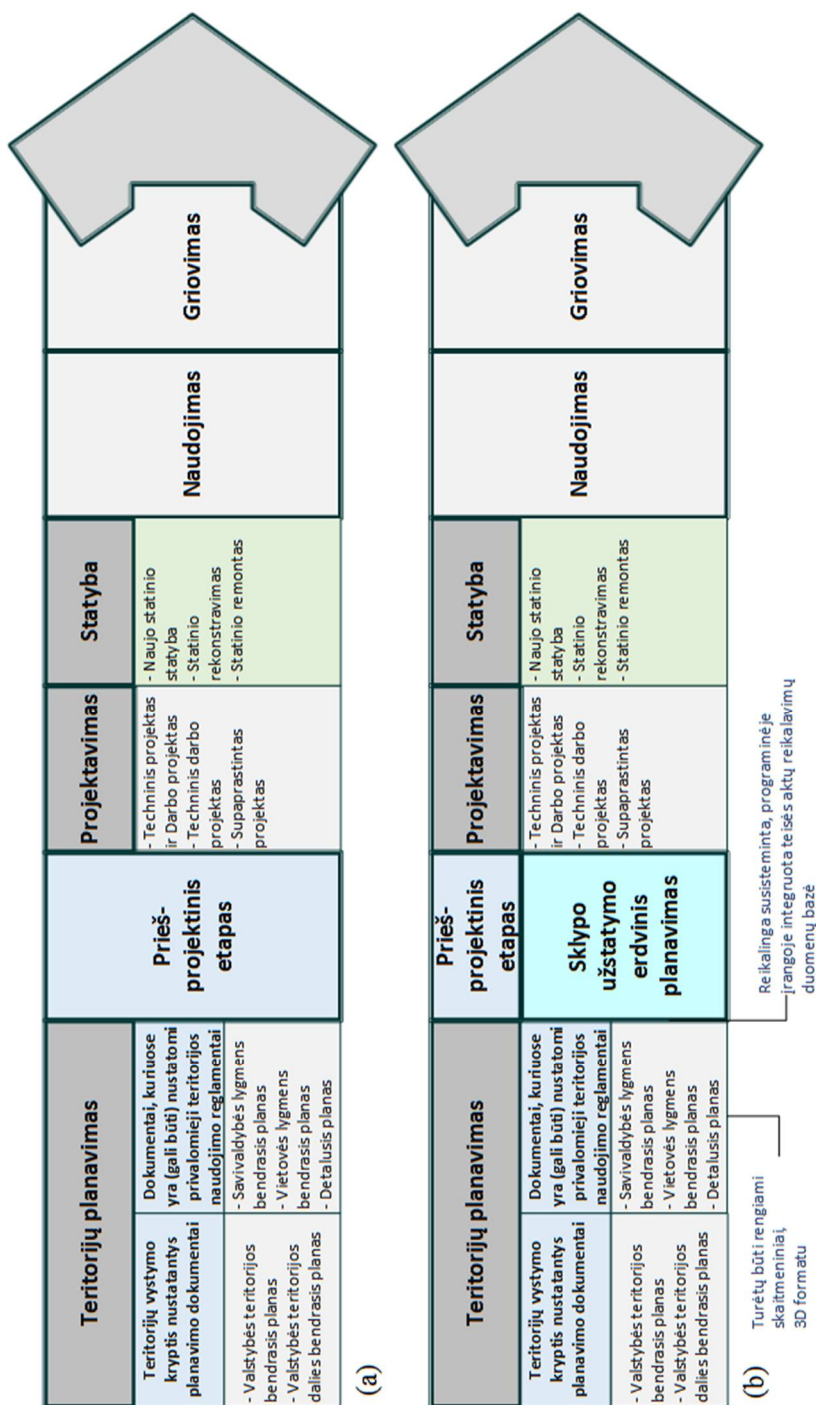 Teritorijų planavimas
Teritorijų vystymo
kryptis nustatantys
planavimo dokumentai
- Valstybės teritorijos
bendrasis planas
- Valstybės teritorijos
dalies bendrasis planas
Dokumentai, kuriuose
yra (gali būti) nustatomi
privalomieji teritorijos
naudojimo reglamentai
- Savivaldybės lygmens
bendrasis planas
- Vietovės lygmens
bendrasis planas
- Detalusis planas
Prieš-
projektinis
etapas
Projektavimas
- Techninis projektas
ir Darbo projektas
- Techninis darbo
projektas
- Supaprastintas
projektas
Statyba
- Naujo statinio
statyba
- Statinio
rekonstravimas
- Statinio remontas
Naudojimas
Griovimas
(a)
Teritorijų planavimas
Teritorijų vystymo
kryptis nustatantys
planavimo dokumentai
- Valstybės teritorijos
bendrasis planas
- Valstybės teritorijos
dalies bendrasis planas
Dokumentai, kuriuose
yra (gali būti) nustatomi
privalomieji teritorijos
naudojimo reglamentai
- Savivaldybės lygmens
bendrasis planas
- Vietovės lygmens
bendrasis planas
- Detalusis planas
Prieš-
projektinis
etapas
Sklypo
užstatymo
erdvinis
planavimas
Projektavimas
- Techninis projektas
ir Darbo projektas
- Techninis darbo
projektas
- Supaprastintas
projektas
Statyba
- Naujo statinio
statyba
- Statinio
rekonstravimas
- Statinio remontas
Naudojimas
Griovimas
(b)
Turėtų būti rengiami
skaitmeniniai,
3D formatu
Reikalinga susisteminta, programinėje
įrangoje integruota teisės aktų reikalavimų
duomenų bazė